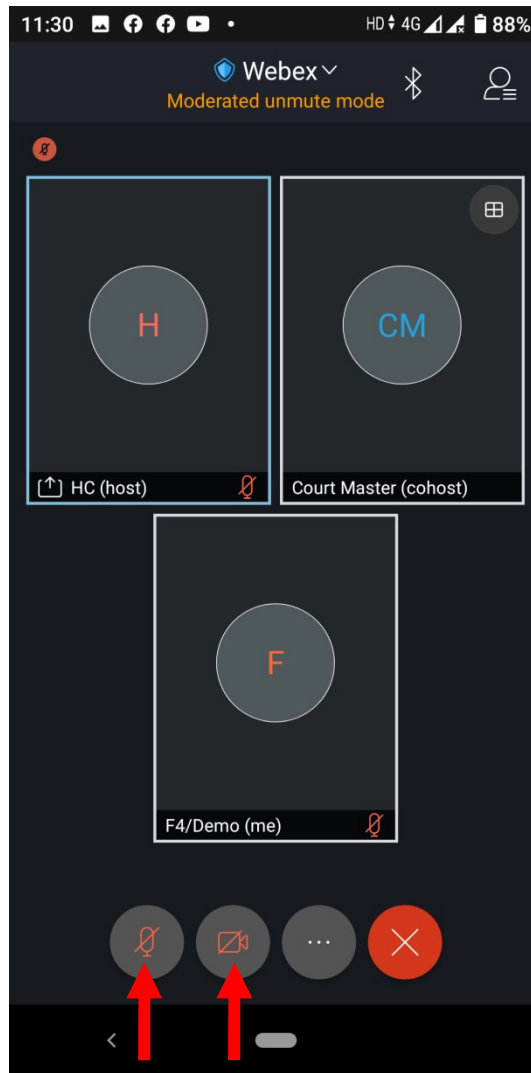 11:30 HD 4G 88%
Webex
Moderated unmute mode
H
CM
HC (host)
Court Master (cohost)
F
F4/Demo (me)